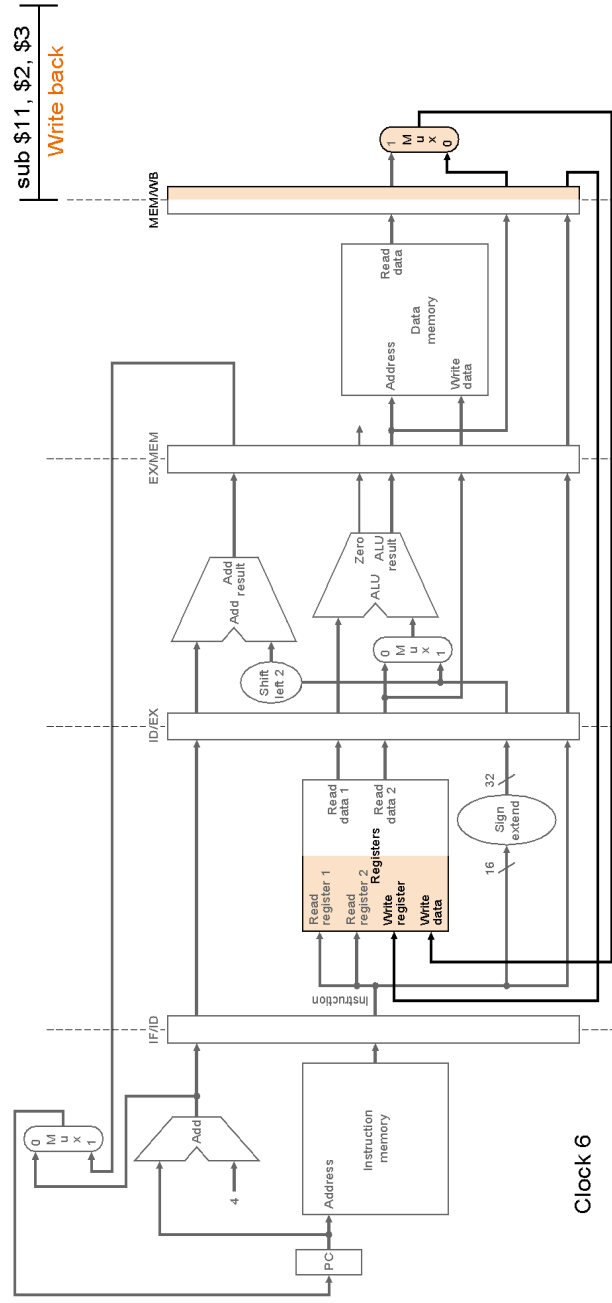 sub $11, $2, $3
Write back
IF/ID
ID/EX
EX/MEM
MEM/WB
0
M
u
x
1
Add
4
Add
Add
result
Shift
left 2
PC
Address
Instruction
memory
Instruction
Read
register 1
Read
register 2
Registers
Write
register
Write
data
Read
data 1
Read
data 2
0
M
u
x
1
Zero
ALU
ALU
result
Address
Read
data
Data
memory
Write
data
1
M
u
x
0
16
Sign
extend
32
Clock 6